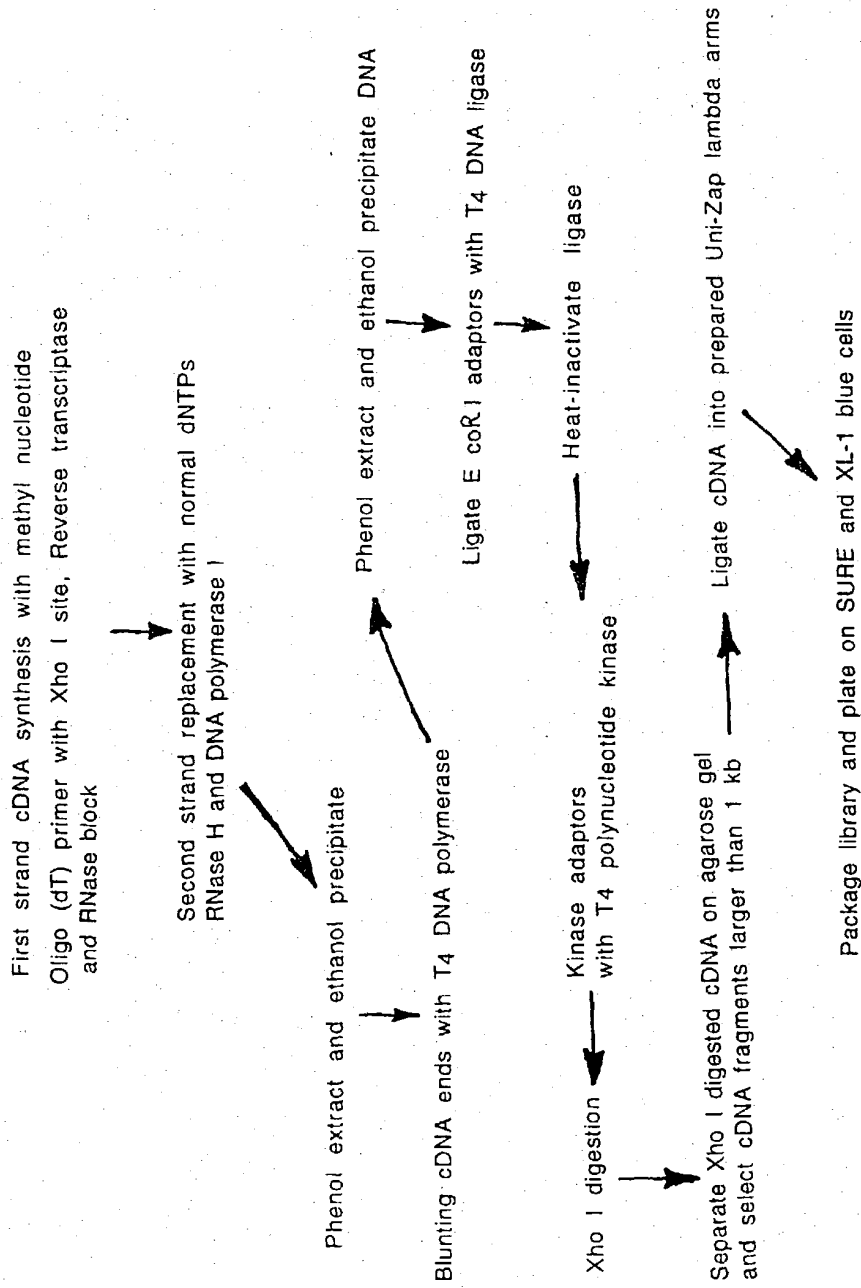 First strand cDNA synthesis with methyl nucleotide
Oligo (dT) primer with Xho I site, Reverse transcriptase
and RNase block
Second strand replacement with normal dNTPs
RNase H and DNA polymerase I
Phenol extract and ethanol precipitate
Blunting cDNA ends with T4 DNA polymerase
Phenol extract and ethanol precipitate DNA
Ligate E coR I adaptors with T4 DNA ligase
Heat-inactivate ligase
Kinase adaptors
with T4 polynucleotide kinase
Xho I digestion
Separate Xho I digested cDNA on agarose gel
and select cDNA fragments larger than 1 kb
Ligate cDNA into prepared Uni-Zap lambda arms
Package library and plate on SURE and XL-1 blue cells